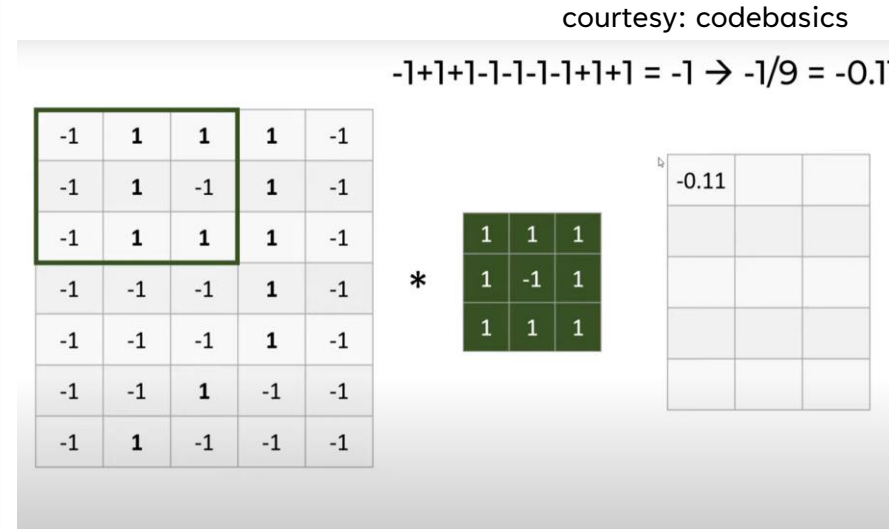 courtesy: codebasics
-1+1+1-1-1-1-1+1+1 = -1 → -1/9 = -0.11
-1 1 1 1 -1
-1 1 -1 1 -1
-1 1 1 1 -1
-1 -1 -1 1 -1
-1 -1 -1 1 -1
-1 -1 1 -1 -1
-1 1 -1 -1 -1
*
1 1 1
1 -1 1
1 1 1
-0.11